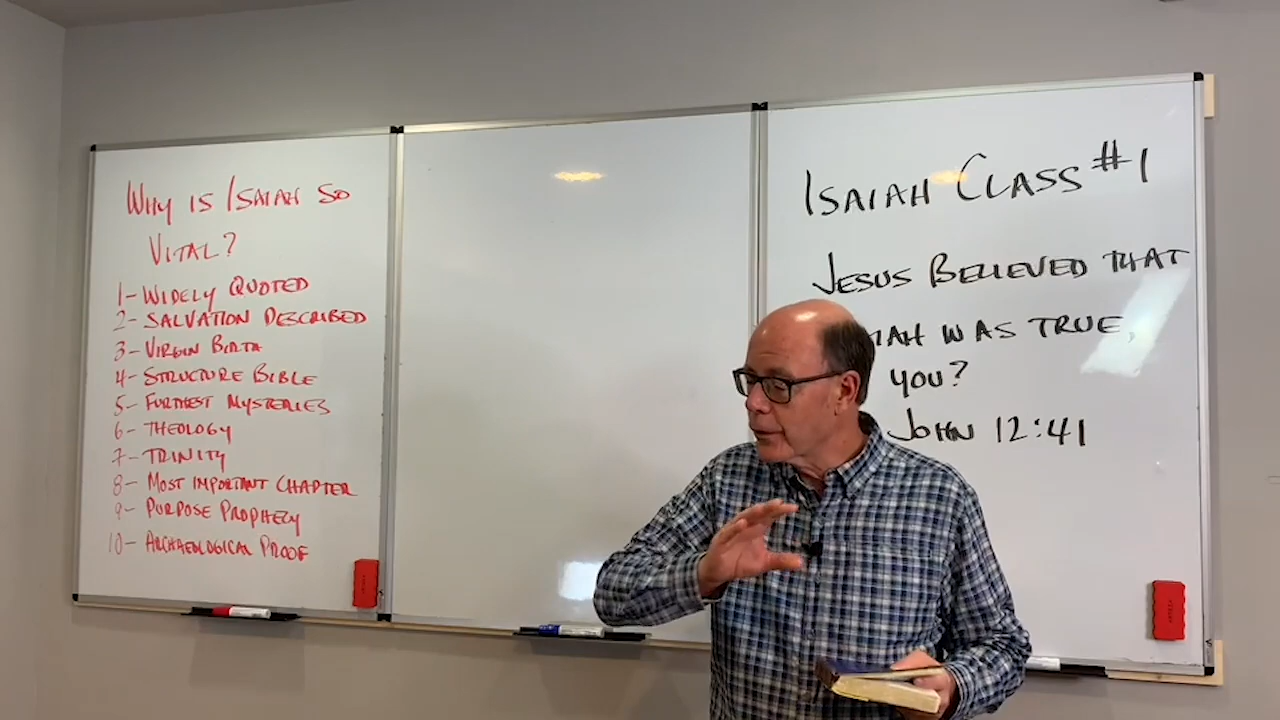 WHY IS ISAIAH SO
VITAL?
1- WIDELY QUOTED
2- SALVATION DESCRIBED
3- VIRGIN BIRTH
4- STRUCTURE BIBLE
5- FURTHEST MYSTERIES
6- THEOLOGY
7- TRINITY
8- MOST IMPORTANT CHAPTER
9- PURPOSE PROPHECY
10- ARCHAEOLOGICAL PROOF
ISAIAH CLASS #1
JESUS BELIEVED THAT
IAH WAS TRUE,
YOU?
JOHN 12:41